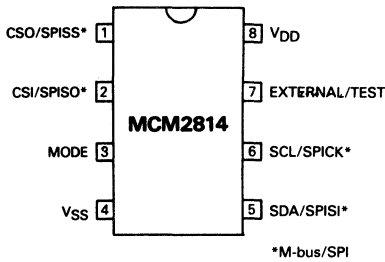 CSO/SPISS* 1
8 VDD
CSI/SPISO* 2
7 EXTERNAL/TEST
MCM2814
MODE 3
6 SCL/SPICK*
VSS 4
5 SDA/SPISI*
*M-bus/SPI